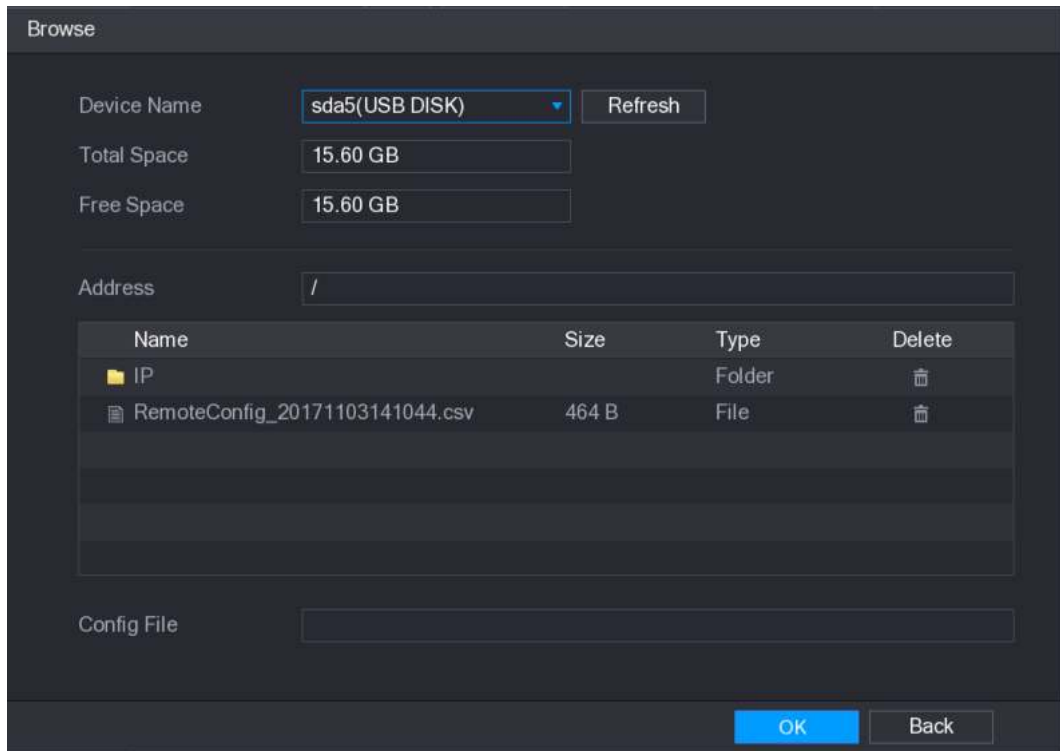 Browse
Device Name sda5(USB DISK) Refresh
Total Space 15.60 GB
Free Space 15.60 GB
Address /
Name Size Type Delete
IP Folder
RemoteConfig_20171103141044.csv 464 B File
Config File
OK Back